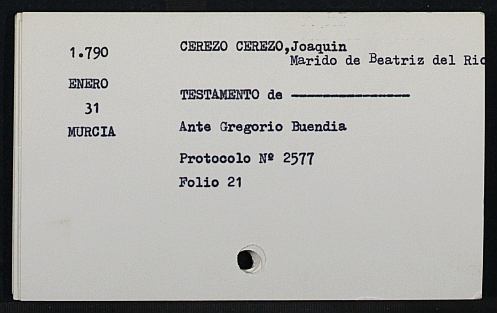 1.790
CEREZO CEREZO,Joaquin
Marido de Beatriz del Rio
ENERO
31
MURCIA
TESTAMENTO de ---------------
Ante Gregorio Buendia
Protocolo Nº 2577
Folio 21